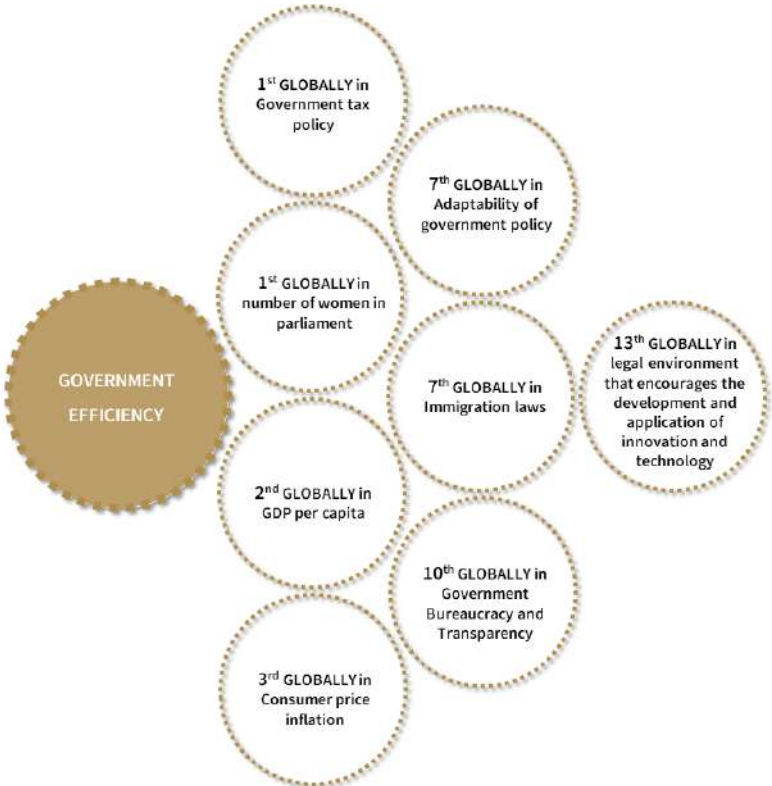 GOVERNMENT
EFFICIENCY
1st GLOBALLY in
Government tax
policy
1st GLOBALLY in
number of women in
parliament
2nd GLOBALLY in
GDP per capita
3rd GLOBALLY in
Consumer price
inflation
7th GLOBALLY in
Adaptability of
government policy
7th GLOBALLY in
Immigration laws
10th GLOBALLY in
Government
Bureaucracy and
Transparency
13th GLOBALLY in
legal environment
that encourages the
development and
application of
innovation and
technology